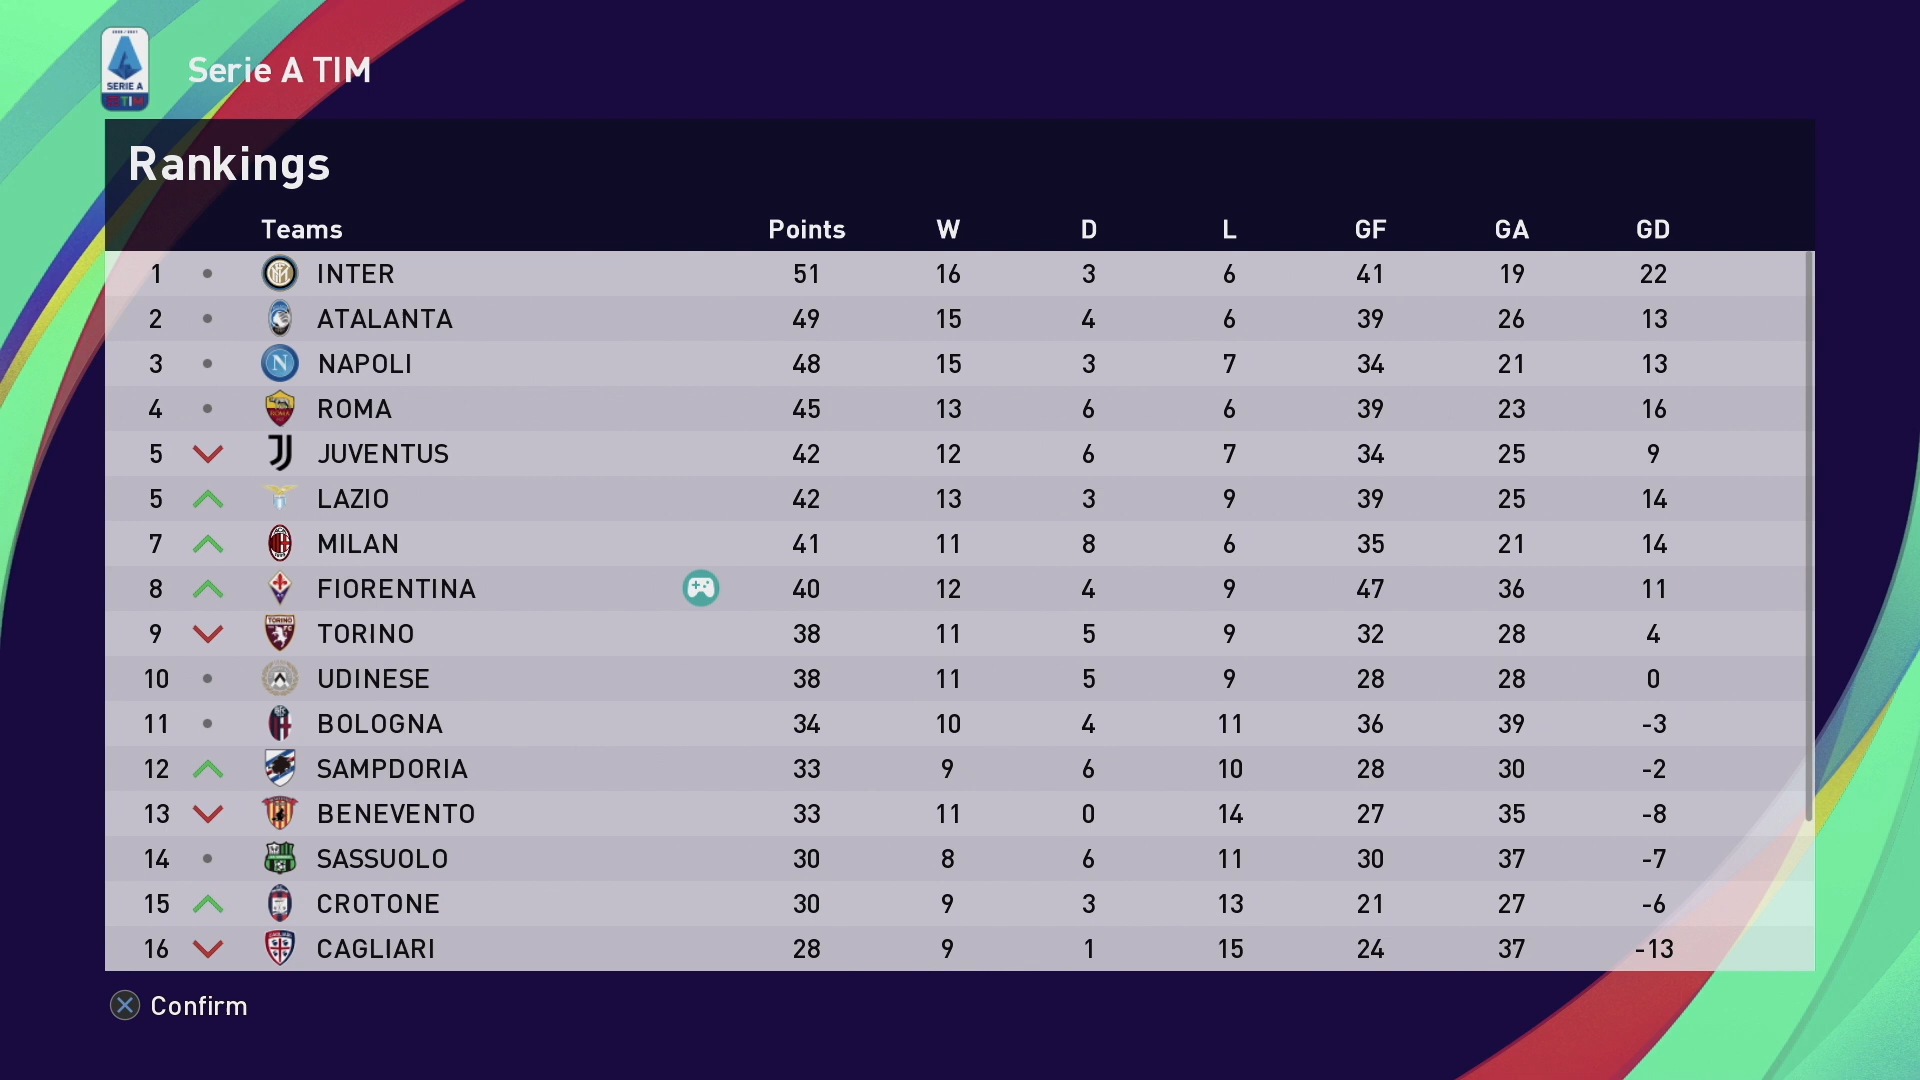 SERIE A
TIM
Serie A TIM
Rankings
Teams Points W D L GF GA GD
1 INTER 51 16 3 6 41 19 22
2 ATALANTA 49 15 4 6 39 26 13
3 N NAPOLI 48 15 3 7 34 21 13
4 ROMA 45 13 6 6 39 23 16
5 JUVENTUS 42 12 6 7 34 25 9
5 LAZIO 42 13 3 9 39 25 14
7 MILAN 41 11 8 6 35 21 14
8 FIORENTINA 40 12 4 9 47 36 11
9 TORINO 38 11 5 9 32 28 4
10 UDINESE 38 11 5 9 28 28 0
11 BOLOGNA 34 10 4 11 36 39 -3
12 SAMPDORIA 33 9 6 10 28 30 -2
13 BENEVENTO 33 11 0 14 27 35 -8
14 SASSUOLO 30 8 6 11 30 37 -7
15 CROTONE 30 9 3 13 21 27 -6
16 CAGLIARI 28 9 1 15 24 37 -13
Confirm